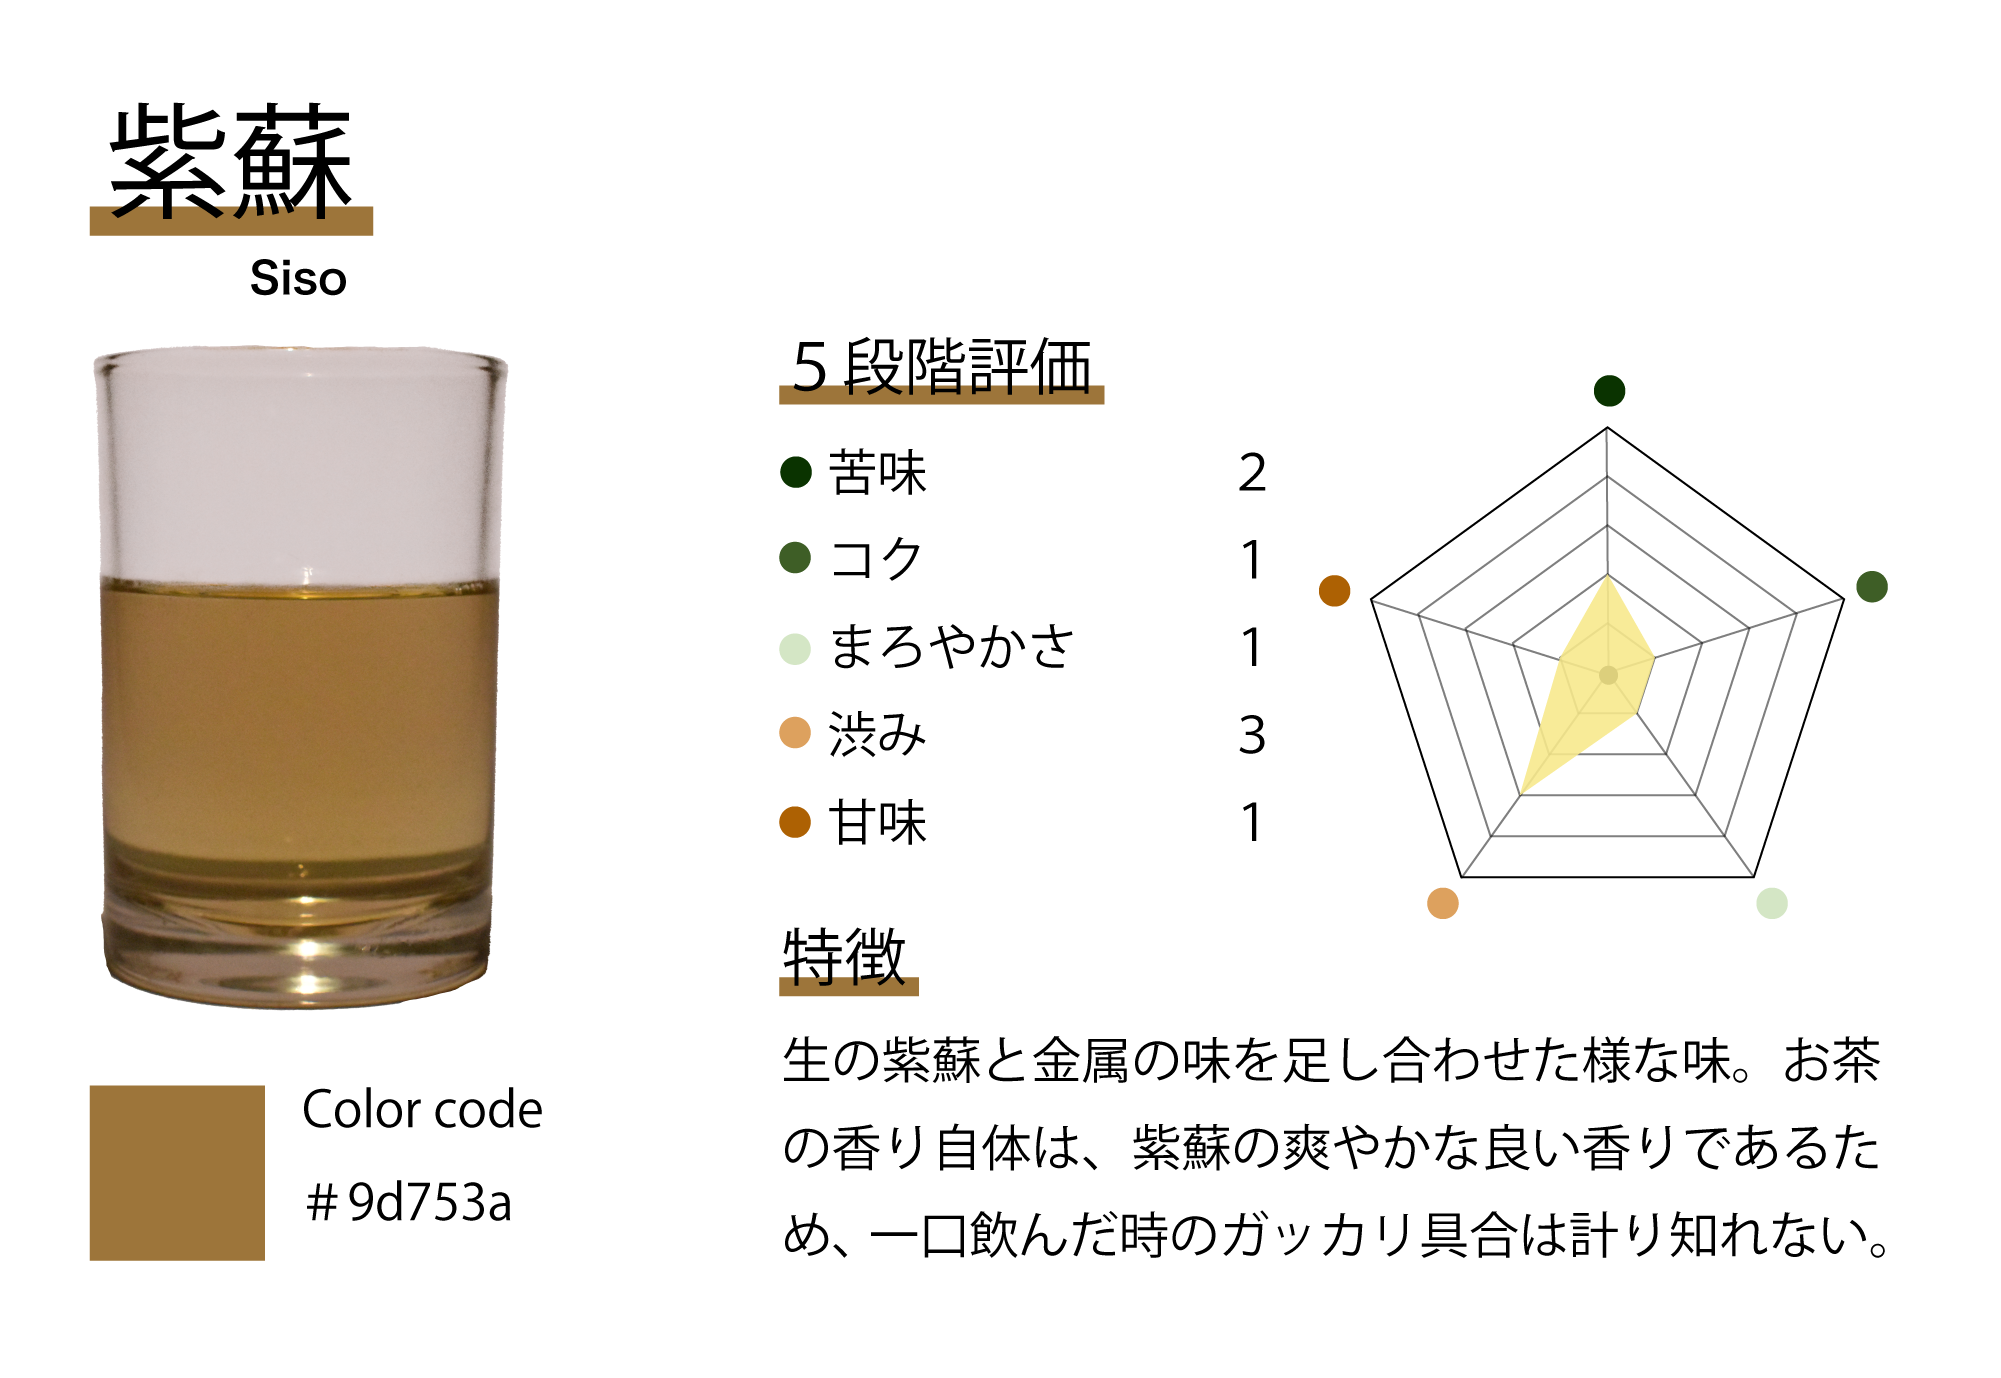 紫蘇
Siso
５段階評価
苦味 2
コク 1
まろやかさ 1
渋み 3
甘味 1
特徴
生の紫蘇と金属の味を足し合わせた様な味。お茶
の香り自体は、紫蘇の爽やかな良い香りであるた
め、一口飲んだ時のガッカリ具合は計り知れない。
Color code
＃9d753a